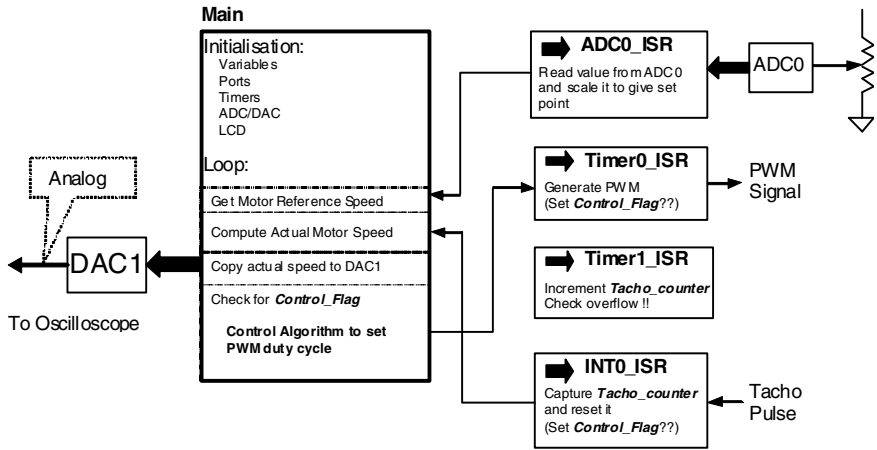 Main
Initialisation:
Variables
Ports
Timers
ADC/DAC
LCD
Loop:
Get Motor Reference Speed
Compute Actual Motor Speed
Copy actual speed to DAC1
Check for Control_Flag
Control Algorithm to set
PWM duty cycle
Analog
DAC1
To Oscilloscope
ADC0_ISR
Read value from ADC0
and scale it to give set
point
ADC0
Timer0_ISR
Generate PWM
(Set Control_Flag??)
PWM
Signal
Timer1_ISR
Increment Tacho_counter
Check overflow !!
INT0_ISR
Capture Tacho_counter
and reset it
(Set Control_Flag??)
Tacho
Pulse